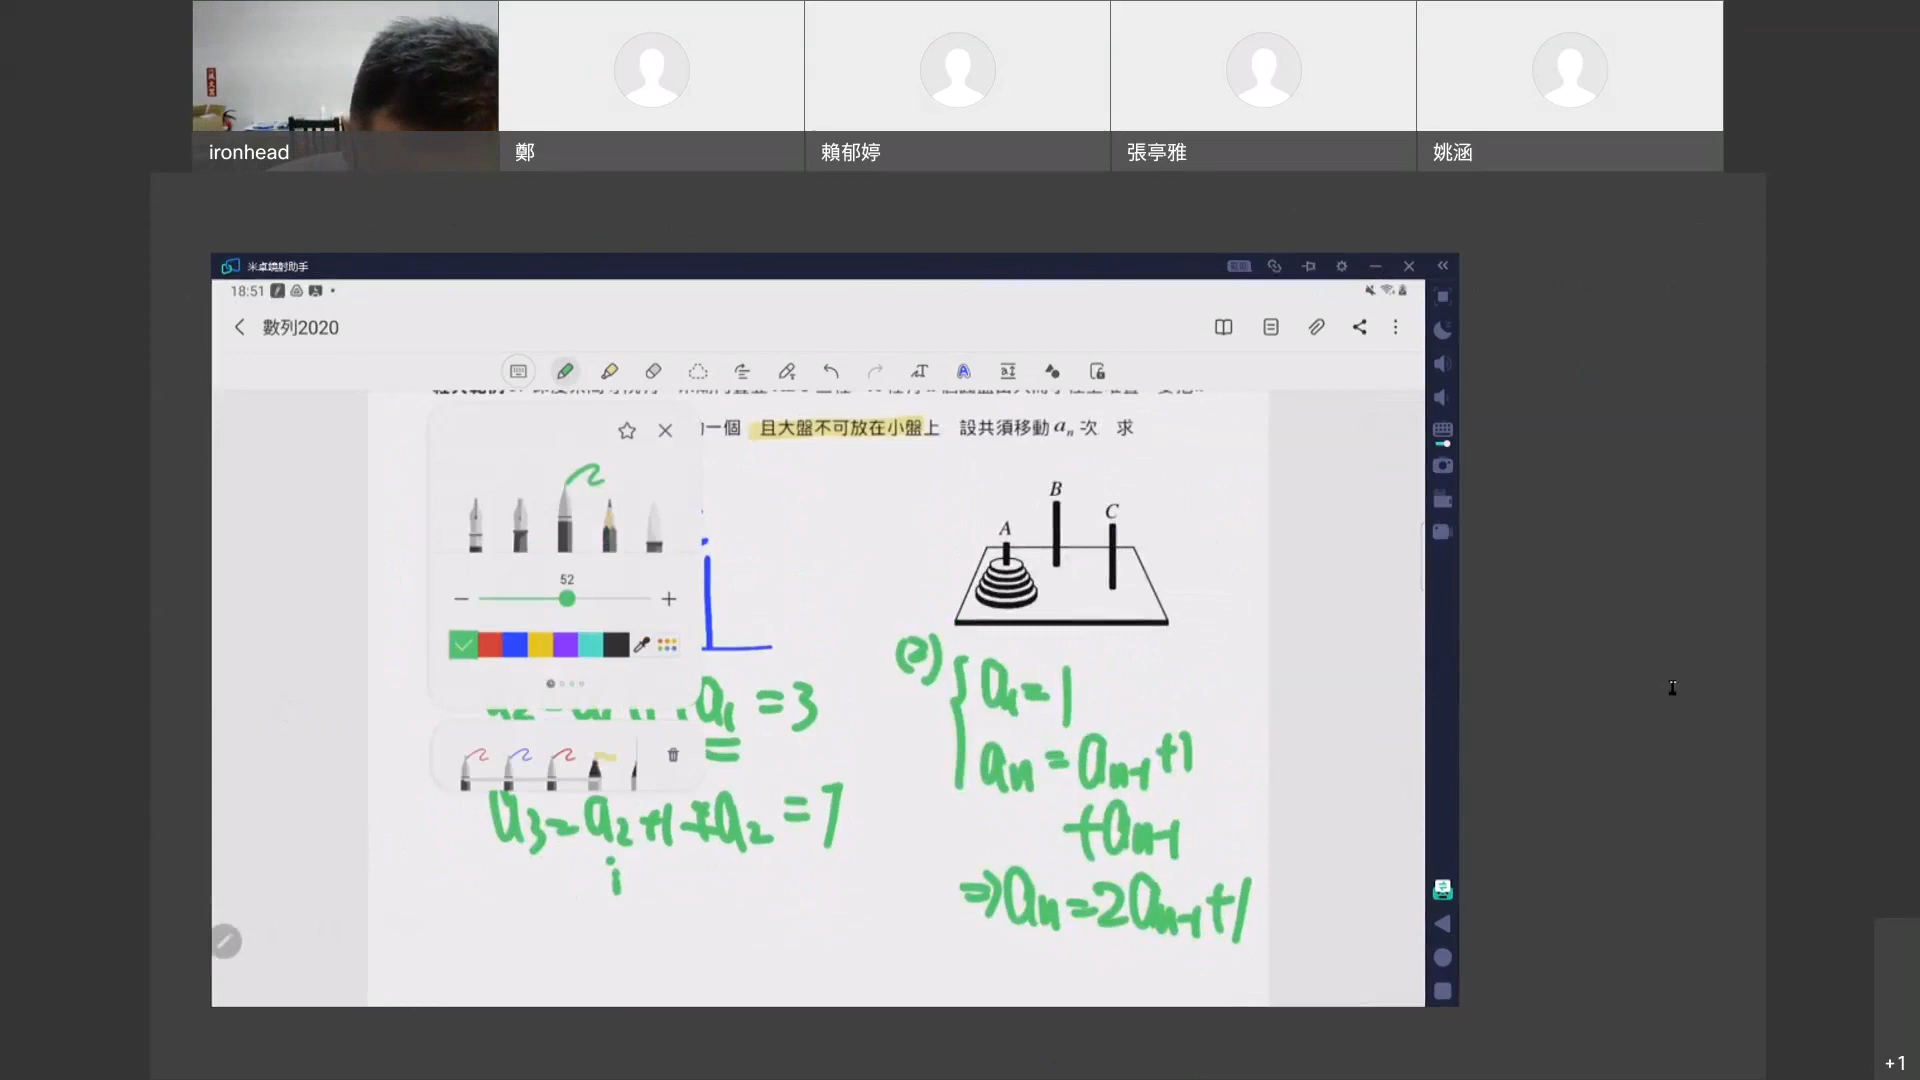 ironhead
鄭
賴郁婷
張亭雅
姚涵
米卓鏡射助手
18:51
數列2020
一個 且大盤不可放在小盤上 設共須移動 aₙ 次 求
B
C
A
52
(2)
a₁ = 1
a₁ = 3
aₙ = aₙ₋₁ + 1
+ aₙ₋₁
a₃ = a₂ + 1 + a₂ = 7
⇒ aₙ = 2aₙ₋₁ + 1
+1